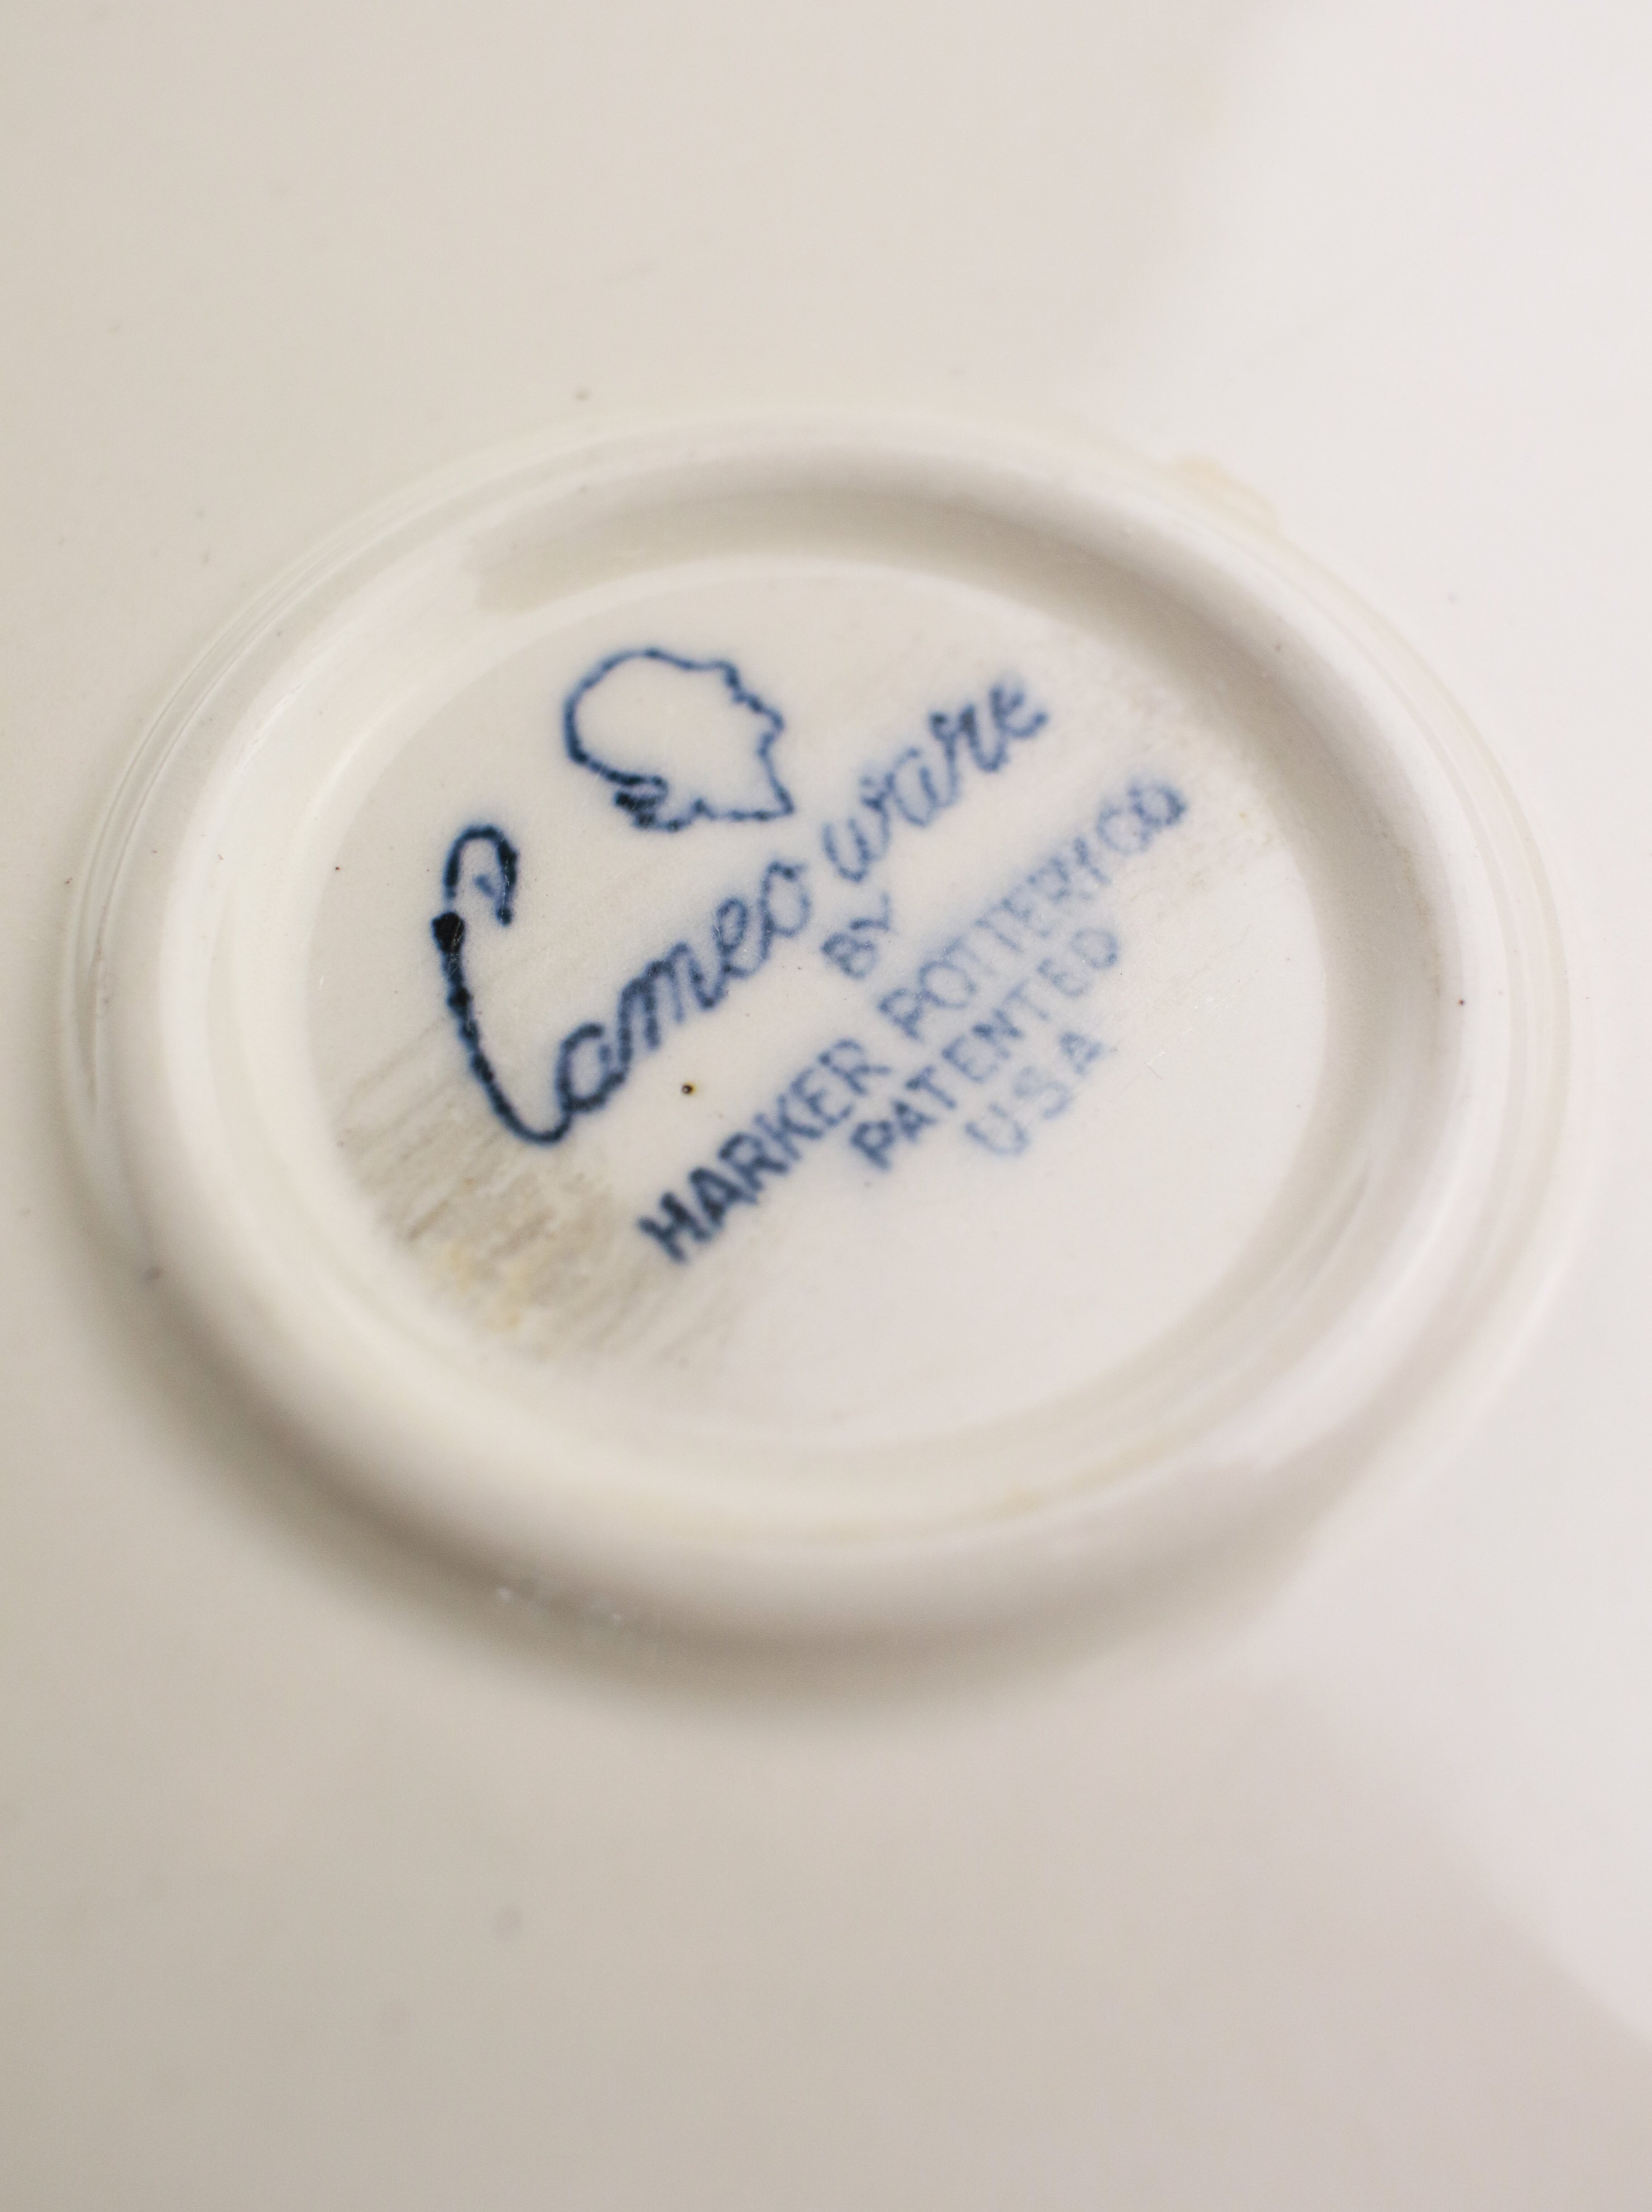 Cameo ware
BY
HARKER POTTERY CO
PATENTED
USA